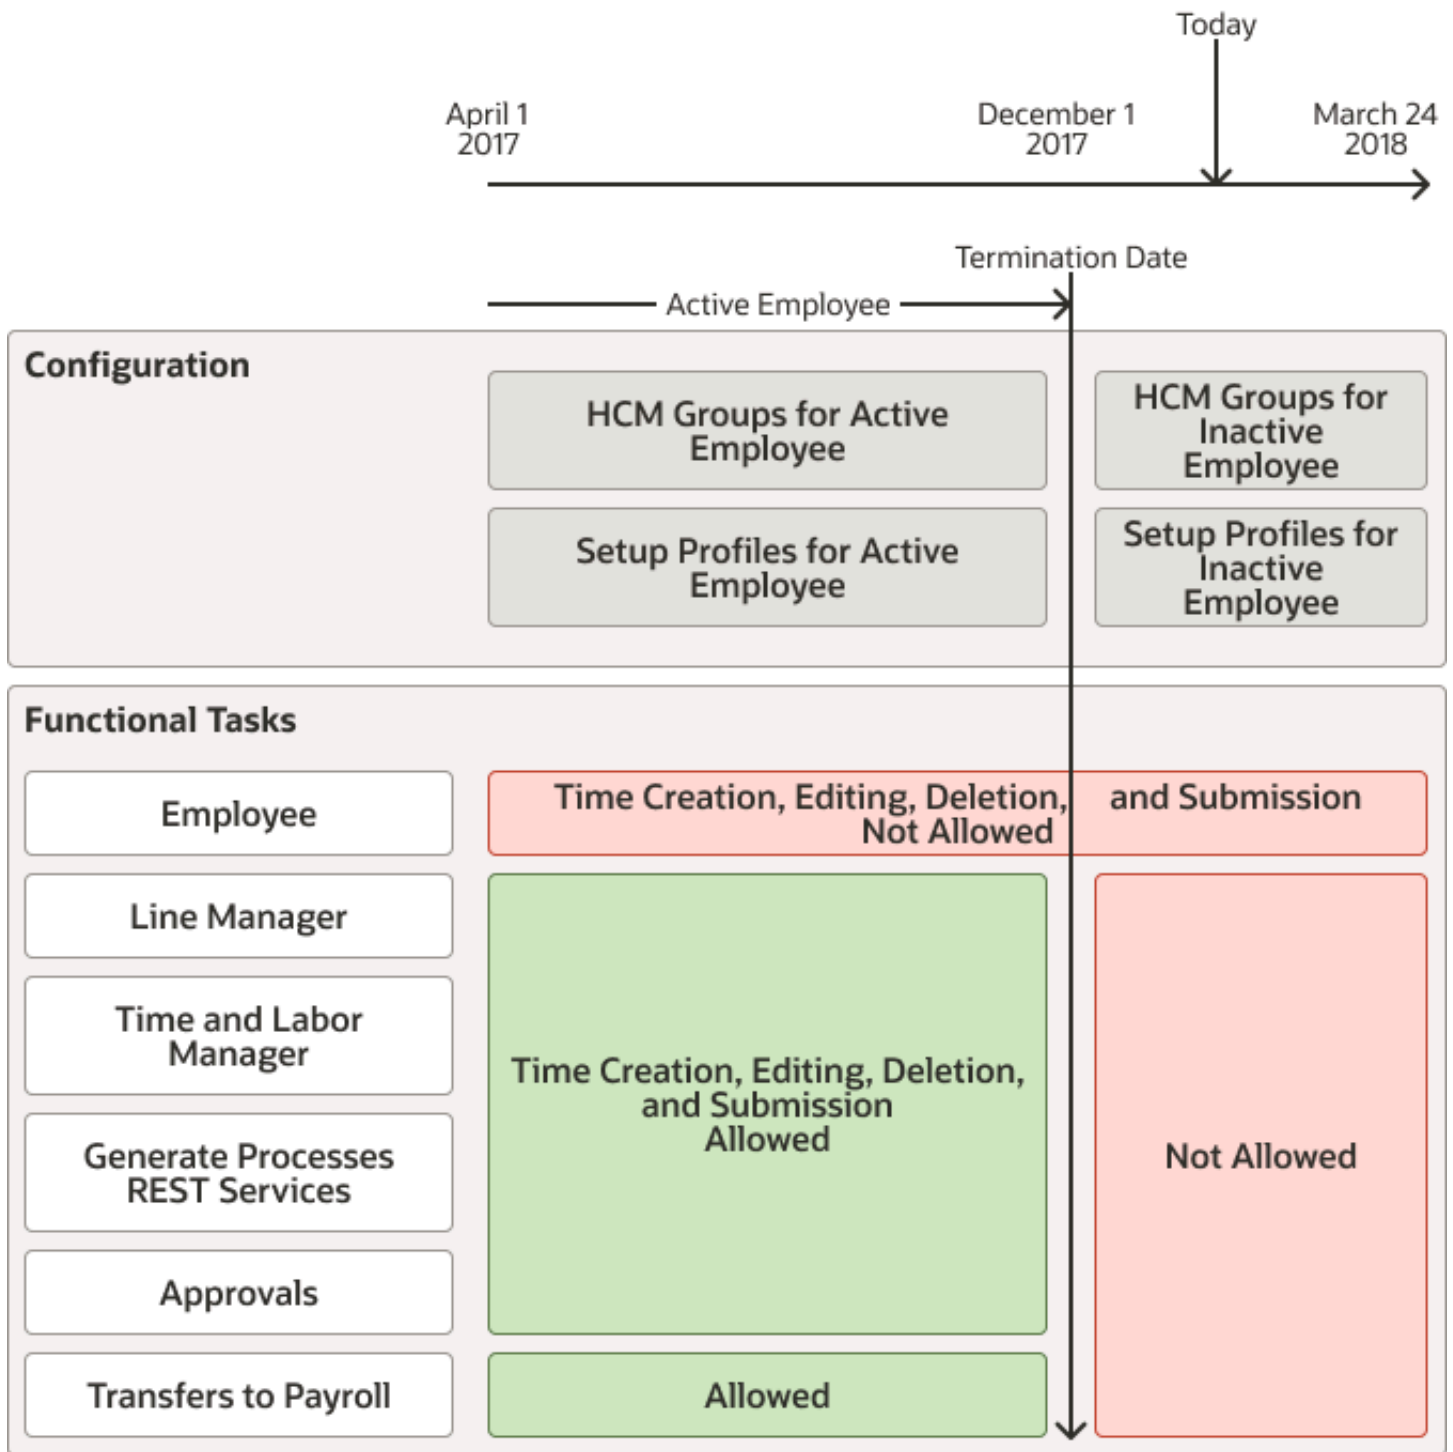 Today
April 1
2017
December 1
2017
March 24
2018
Termination Date
Active Employee
Configuration
HCM Groups for Active
Employee
HCM Groups for
Inactive
Employee
Setup Profiles for Active
Employee
Setup Profiles for
Inactive
Employee
Functional Tasks
Employee
Time Creation, Editing, Deletion, and Submission
Not Allowed
Line Manager
Time and Labor
Manager
Generate Processes
REST Services
Approvals
Time Creation, Editing, Deletion,
and Submission
Allowed
Not Allowed
Transfers to Payroll
Allowed